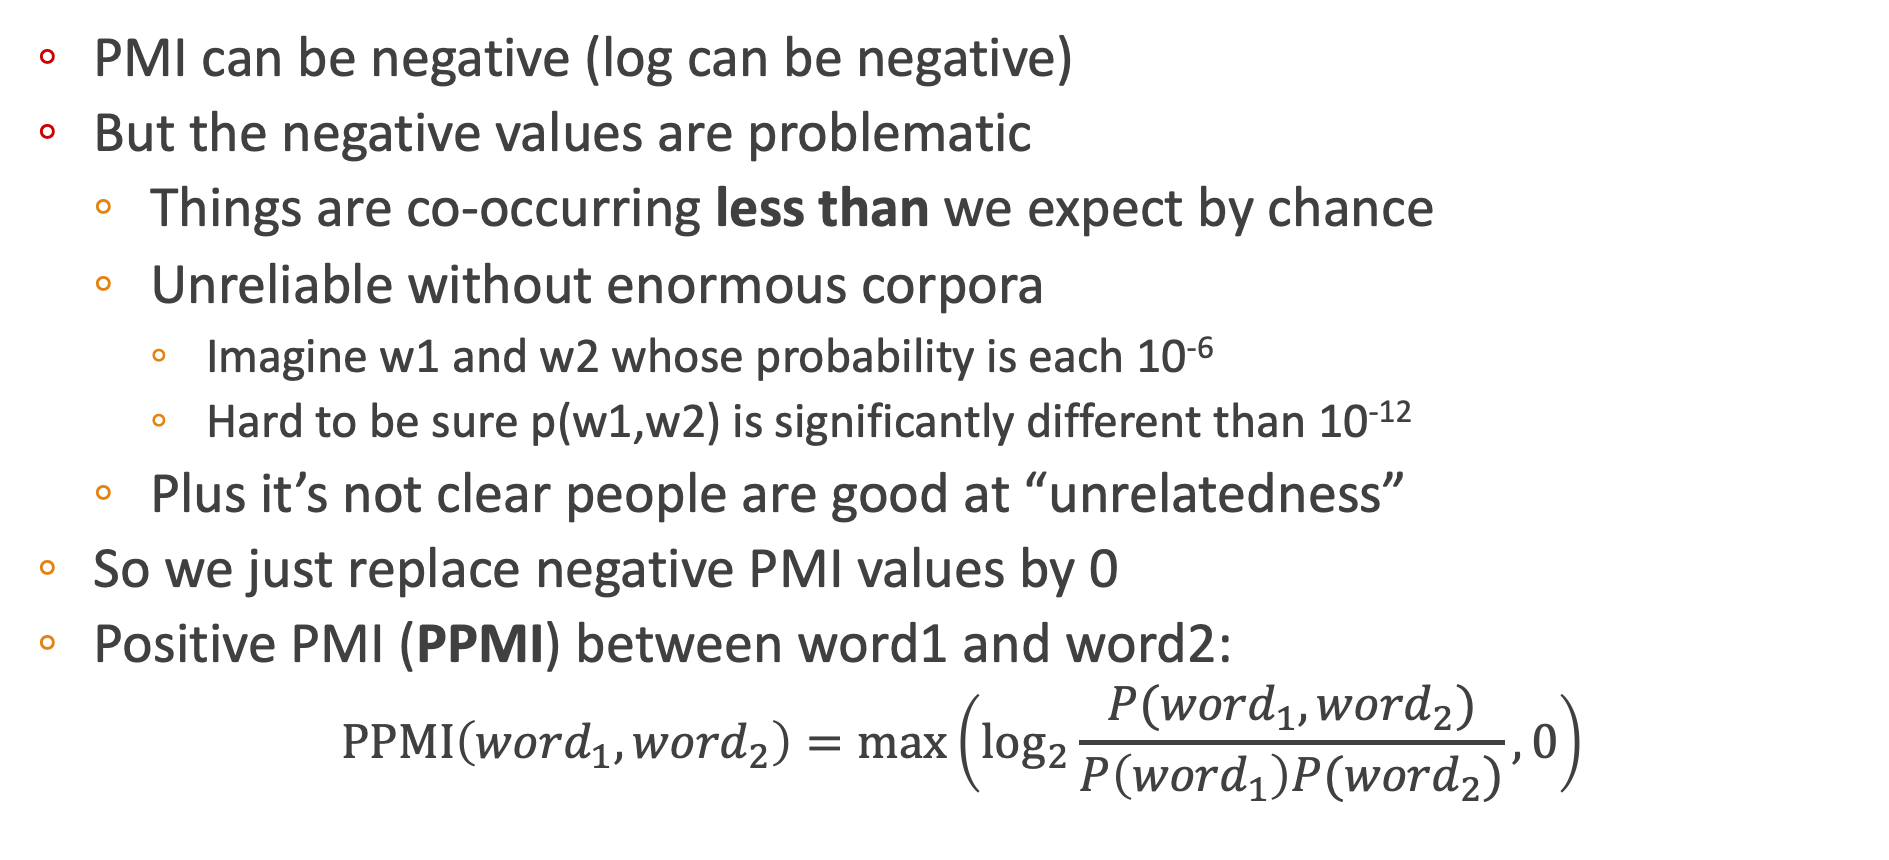 ◦ PMI can be negative (log can be negative)
◦ But the negative values are problematic
◦ Things are co-occurring less than we expect by chance
◦ Unreliable without enormous corpora
◦ Imagine w1 and w2 whose probability is each 10⁻⁶
◦ Hard to be sure p(w1,w2) is significantly different than 10⁻¹²
◦ Plus it’s not clear people are good at “unrelatedness”
◦ So we just replace negative PMI values by 0
◦ Positive PMI (PPMI) between word1 and word2:
PPMI(word₁, word₂) = max(log₂ P(word₁, word₂) / P(word₁)P(word₂), 0)